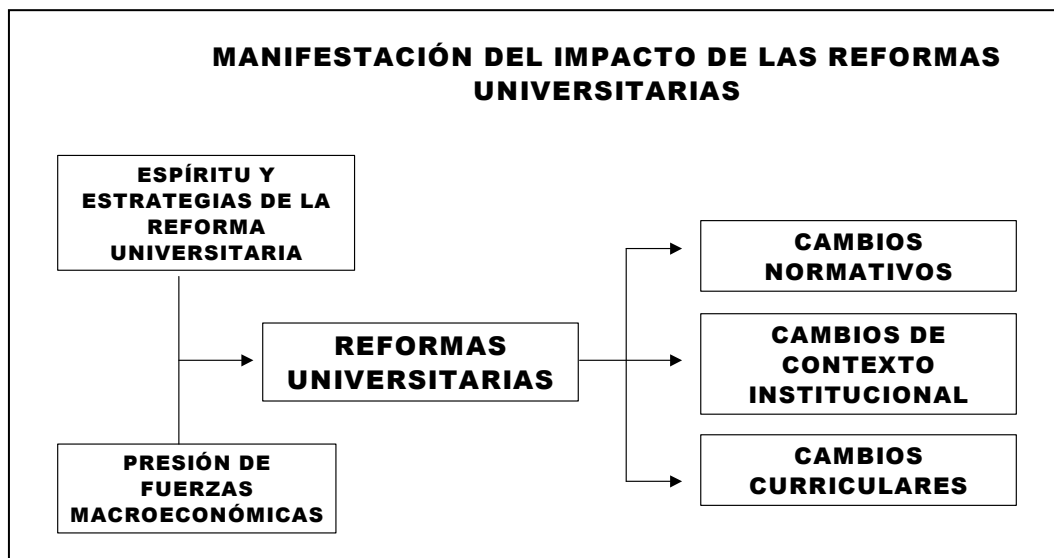 MANIFESTACIÓN DEL IMPACTO DE LAS REFORMAS
UNIVERSITARIAS
ESPÍRITU Y
ESTRATEGIAS DE LA
REFORMA
UNIVERSITARIA
PRESIÓN DE
FUERZAS
MACROECONÓMICAS
REFORMAS
UNIVERSITARIAS
CAMBIOS
NORMATIVOS
CAMBIOS DE
CONTEXTO
INSTITUCIONAL
CAMBIOS
CURRICULARES